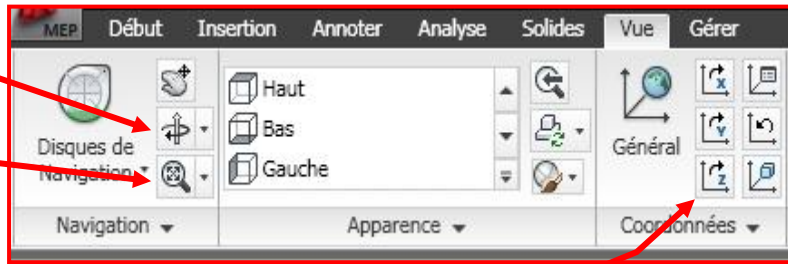 MEP Début Insertion Annoter Analyse Solides Vue Gérer
Haut
Bas
Gauche
Disques de
Navigation
Général
X
Y
Z
Navigation Apparence Coordonnées